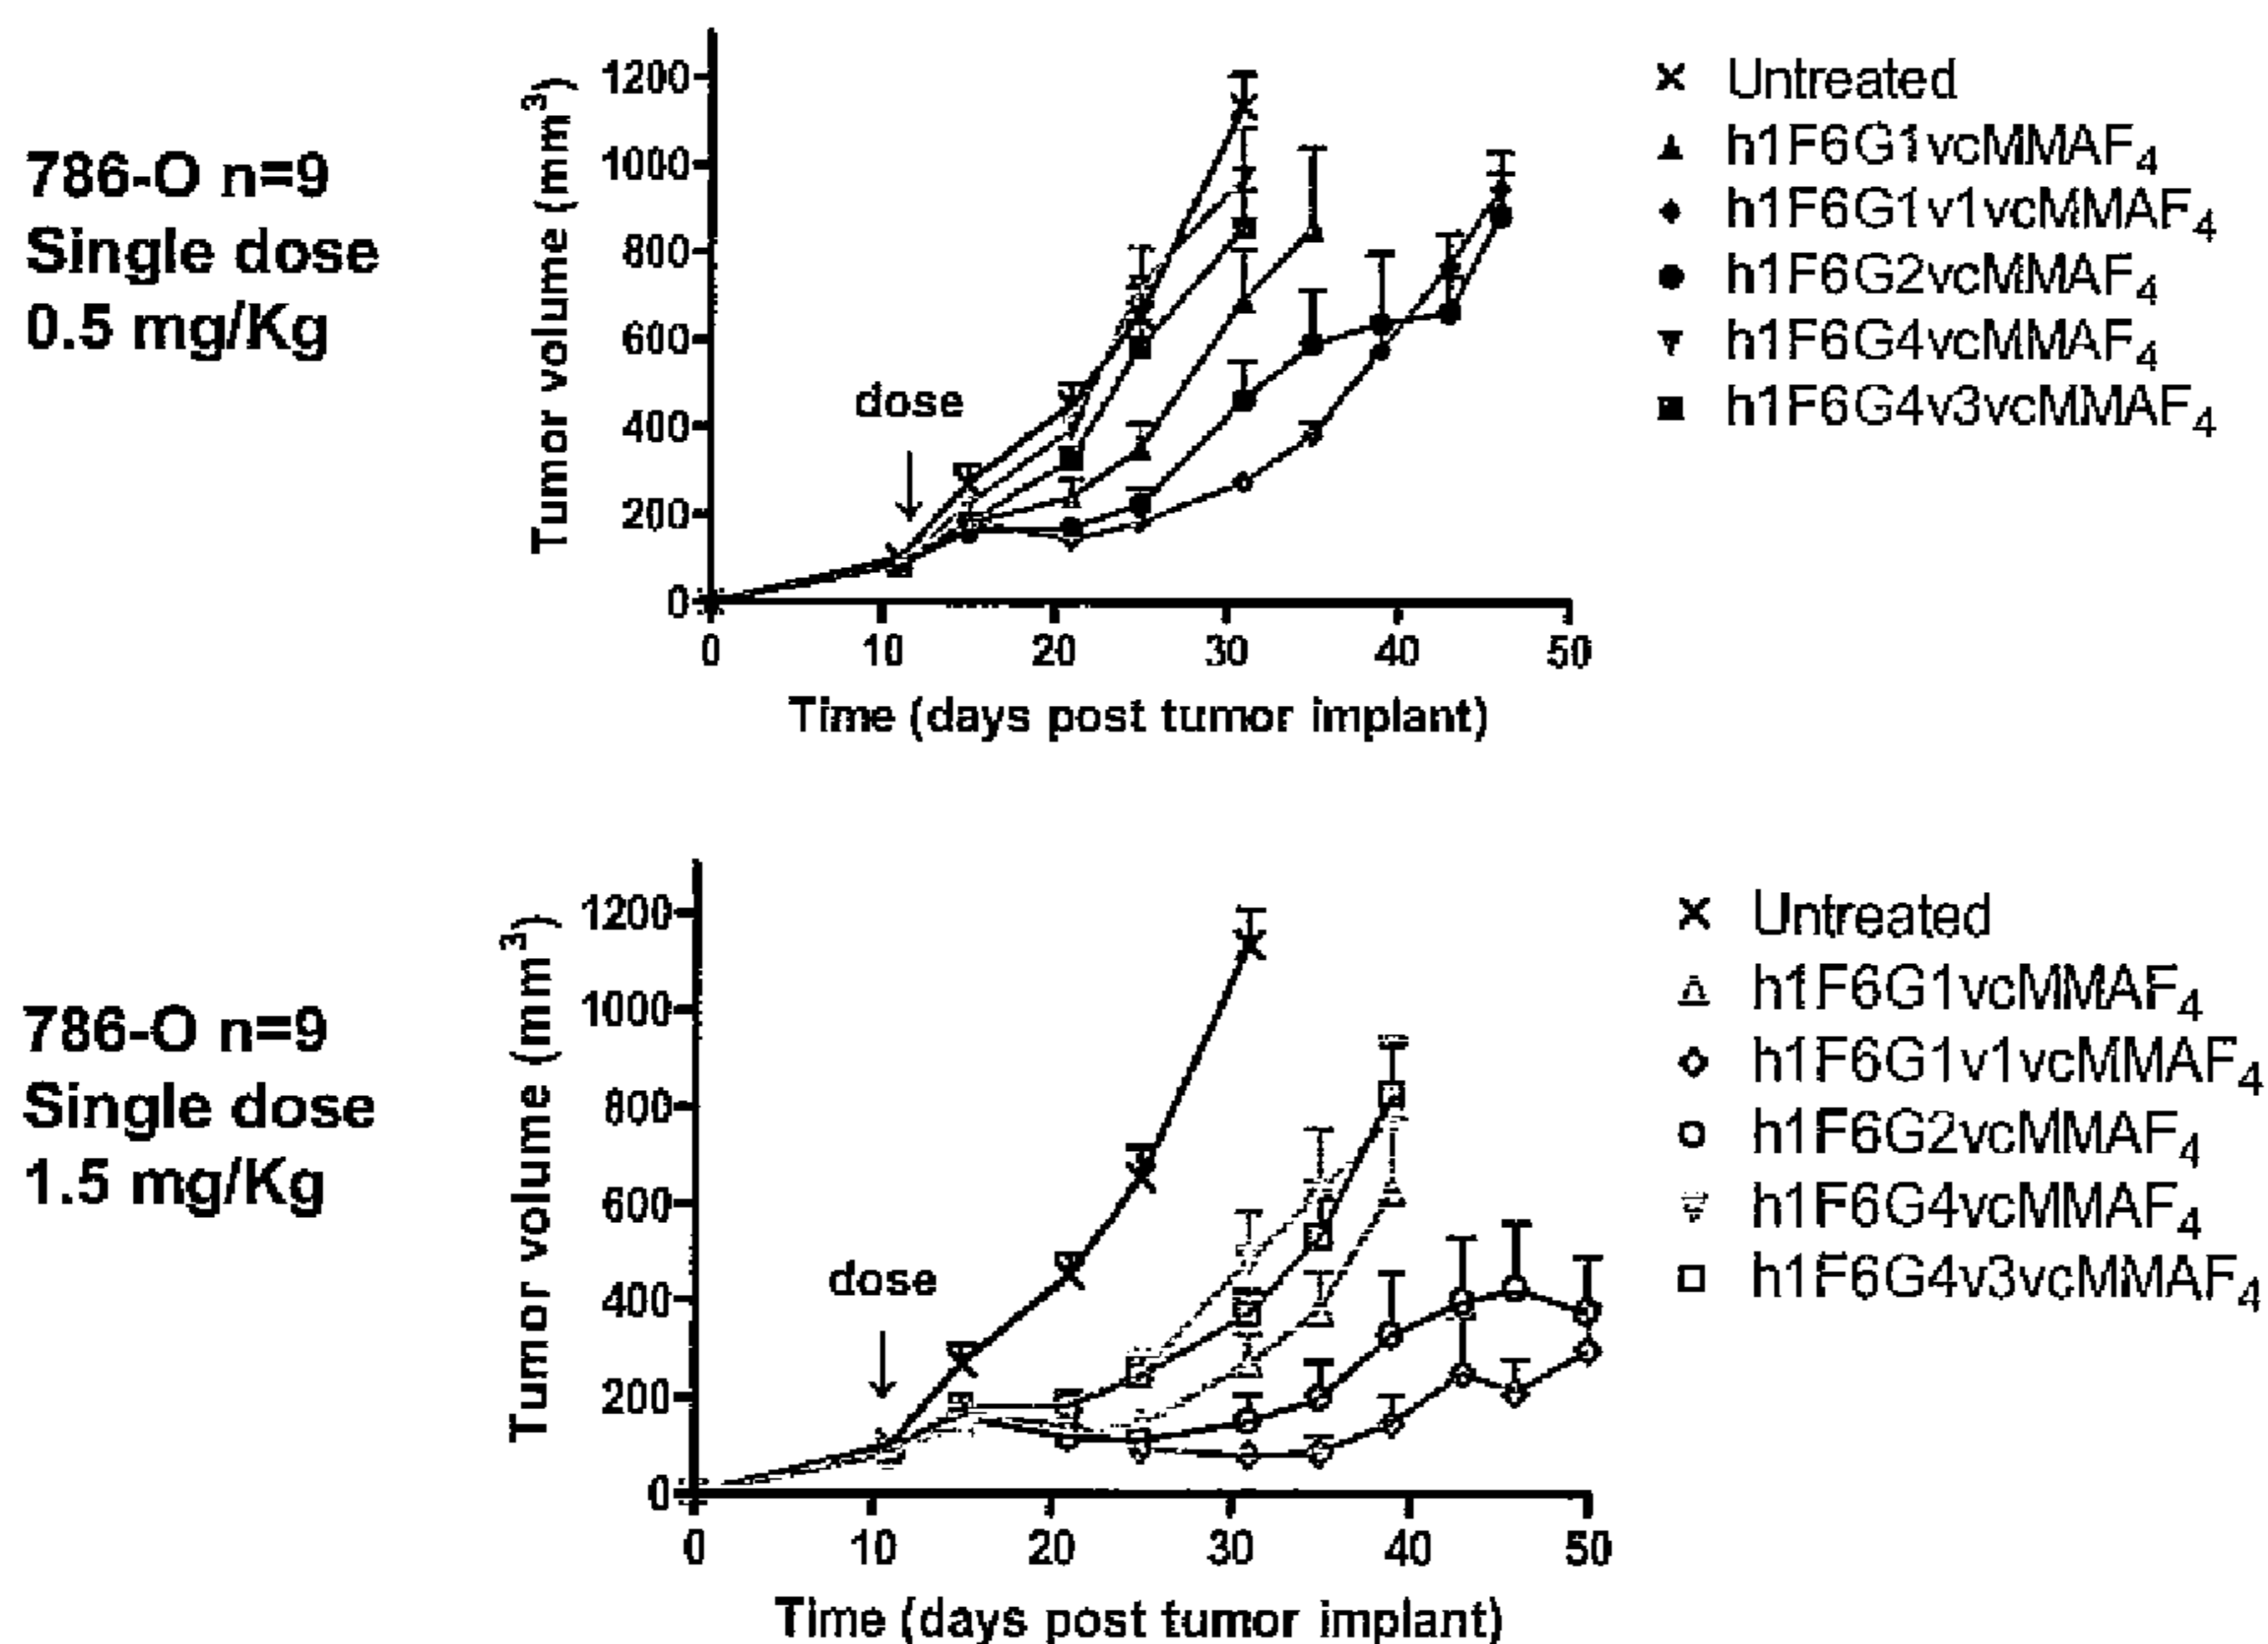 786-O n=9
Single dose
0.5 mg/Kg
Tumor volume (mm³)
1200
1000
800
600
400
200
0
dose
0 10 20 30 40 50
Time (days post tumor implant)
Untreated
h1F6G1vcMMAF₄
h1F6G1v1vcMMAF₄
h1F6G2vcMMAF₄
h1F6G4vcMMAF₄
h1F6G4v3vcMMAF₄
786-O n=9
Single dose
1.5 mg/Kg
Tumor volume (mm³)
1200
1000
800
600
400
200
0
dose
0 10 20 30 40 50
Time (days post tumor implant)
Untreated
h1F6G1vcMMAF₄
h1F6G1v1vcMMAF₄
h1F6G2vcMMAF₄
h1F6G4vcMMAF₄
h1F6G4v3vcMMAF₄